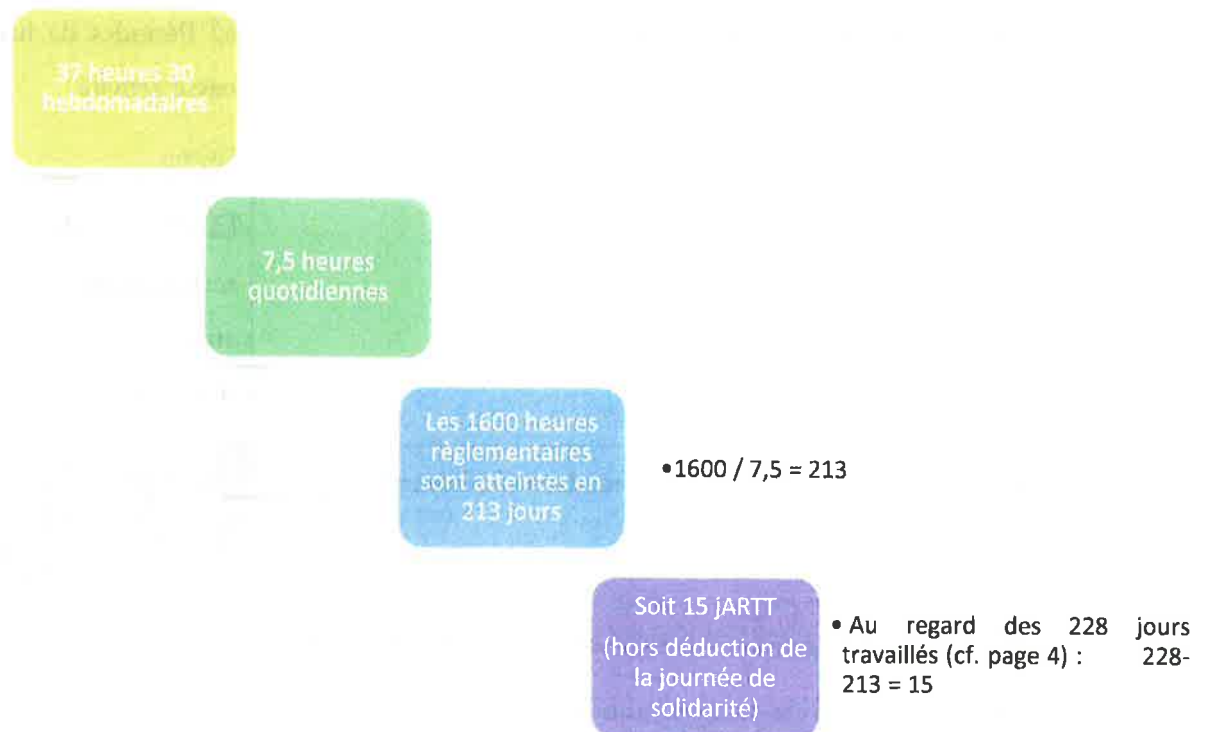 37 heures 30
hebdomadaires
7,5 heures
quotidiennes
Les 1600 heures
règlementaires
sont atteintes en
213 jours
•1600 / 7,5 = 213
Soit 15 jARTT
(hors déduction de
la journée de
solidarité)
• Au regard des 228 jours
travaillés (cf. page 4) : 228-
213 = 15